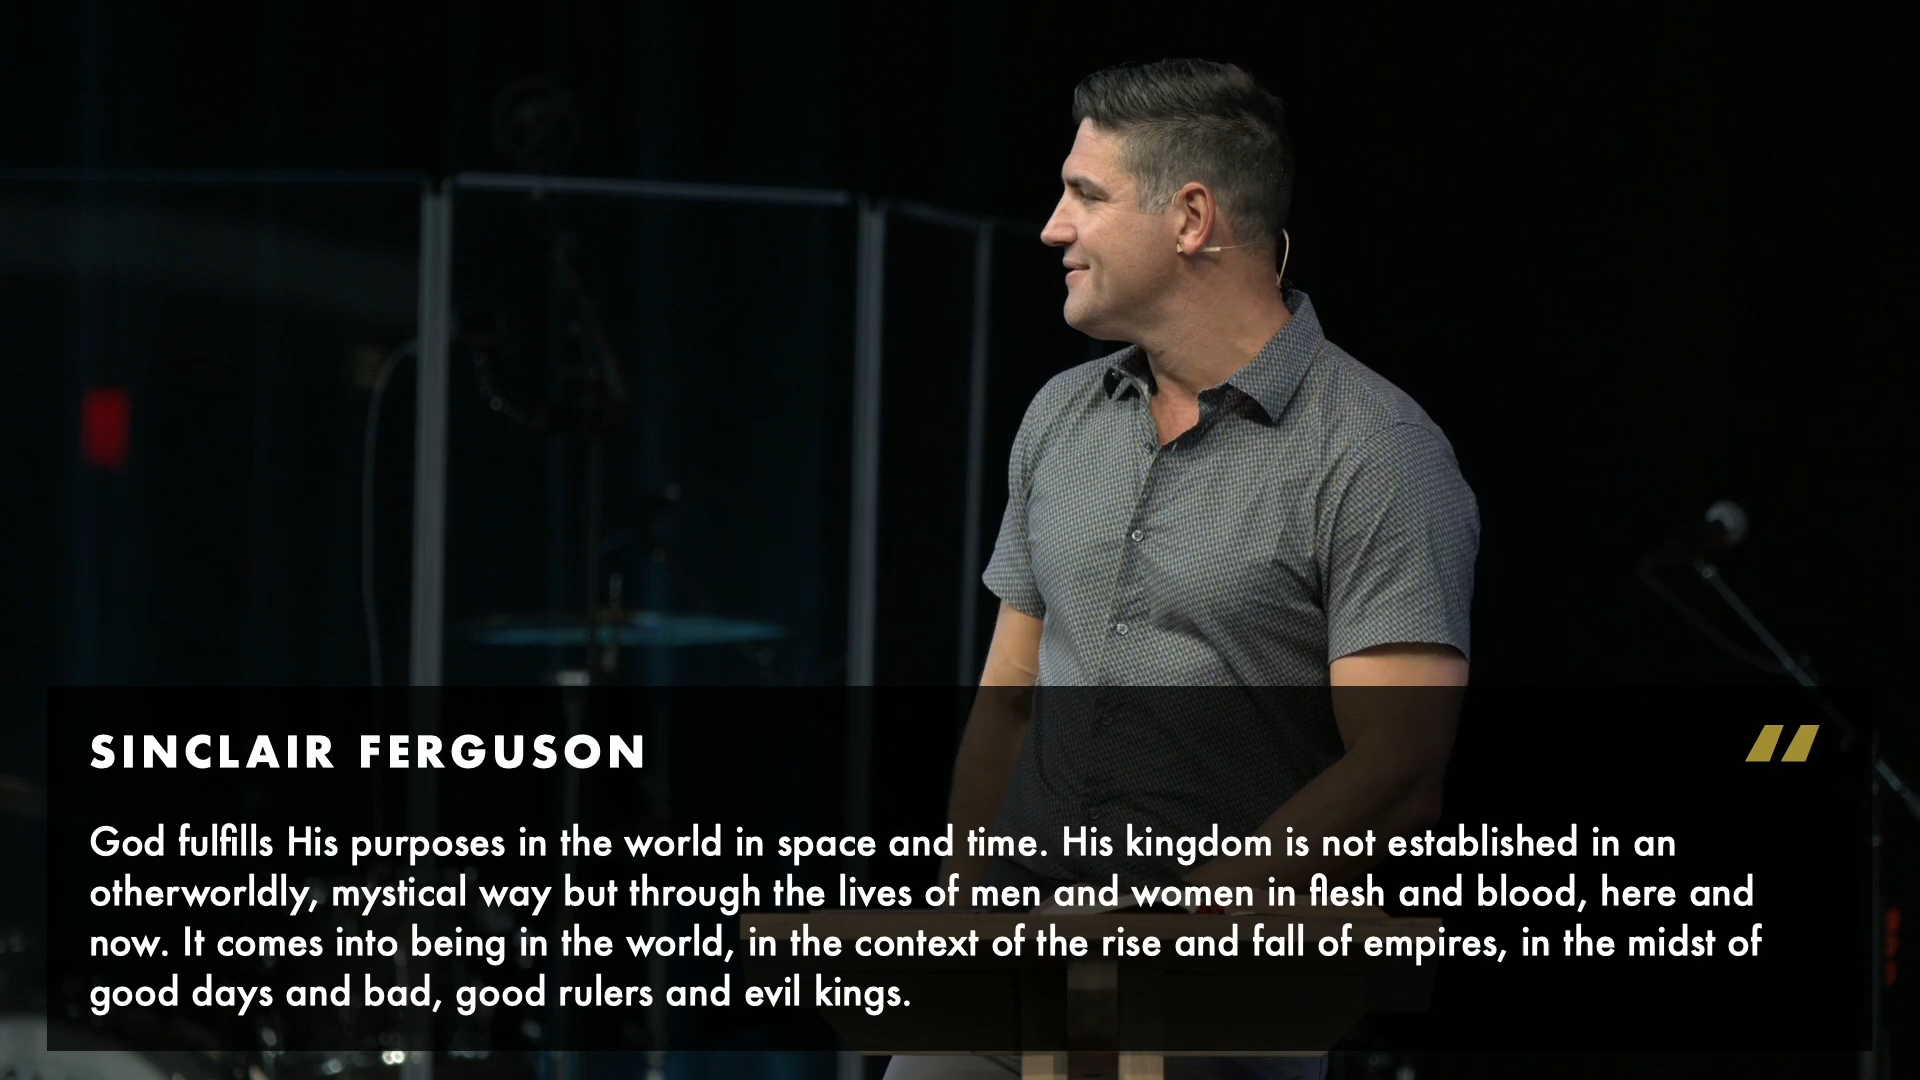 SINCLAIR FERGUSON
God fulfills His purposes in the world in space and time. His kingdom is not established in an
otherworldly, mystical way but through the lives of men and women in flesh and blood, here and
now. It comes into being in the world, in the context of the rise and fall of empires, in the midst of
good days and bad, good rulers and evil kings.